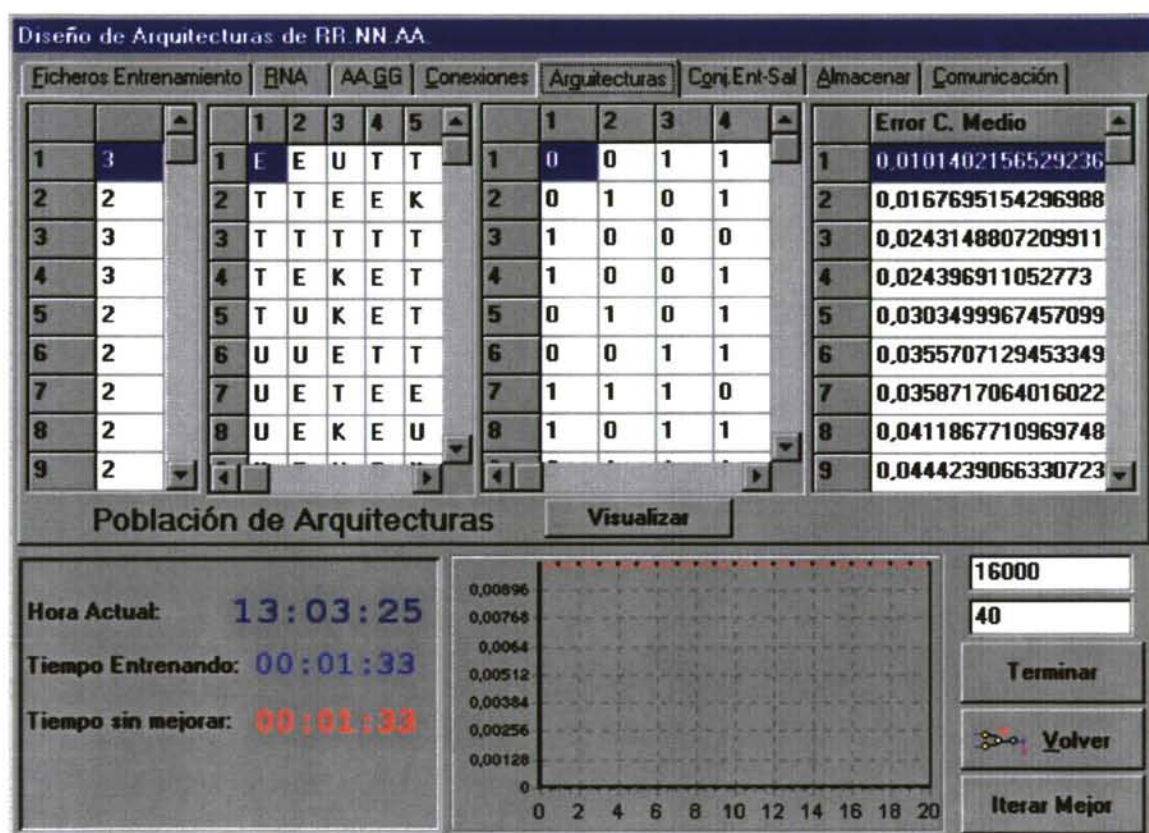 Diseño de Arquitecturas de RR.NN.AA.
Ficheros Entrenamiento RNA AA.GG Conexiones Arquitecturas Conj.Ent-Sal Almacenar Comunicación
1 2 3 4 5 1 2 3 4 Error C. Medio
1 3 1 E E U T T 1 0 0 1 1 1 0,0101402156529236
2 2 2 T T E E K 2 0 1 0 1 2 0,0167695154296988
3 3 3 T T T T T 3 1 0 0 0 3 0,0243148807209911
4 3 4 T E K E T 4 1 0 0 1 4 0,024396911052773
5 2 5 T U K E T 5 0 1 0 1 5 0,0303499967457099
6 2 6 U U E T T 6 0 0 1 1 6 0,0355707129453349
7 2 7 U E T E E 7 1 1 1 0 7 0,0358717064016022
8 2 8 U E K E U 8 1 0 1 1 8 0,0411867710969748
9 2 9 0,0444239066330723
Población de Arquitecturas Visualizar
Hora Actual: 13:03:25
Tiempo Entrenando: 00:01:33
Tiempo sin mejorar: 00:01:33
0,00896
0,00768
0,0064
0,00512
0,00384
0,00256
0,00128
0
0 2 4 6 8 10 12 14 16 18 20
16000
40
Terminar
Volver
Iterar Mejor